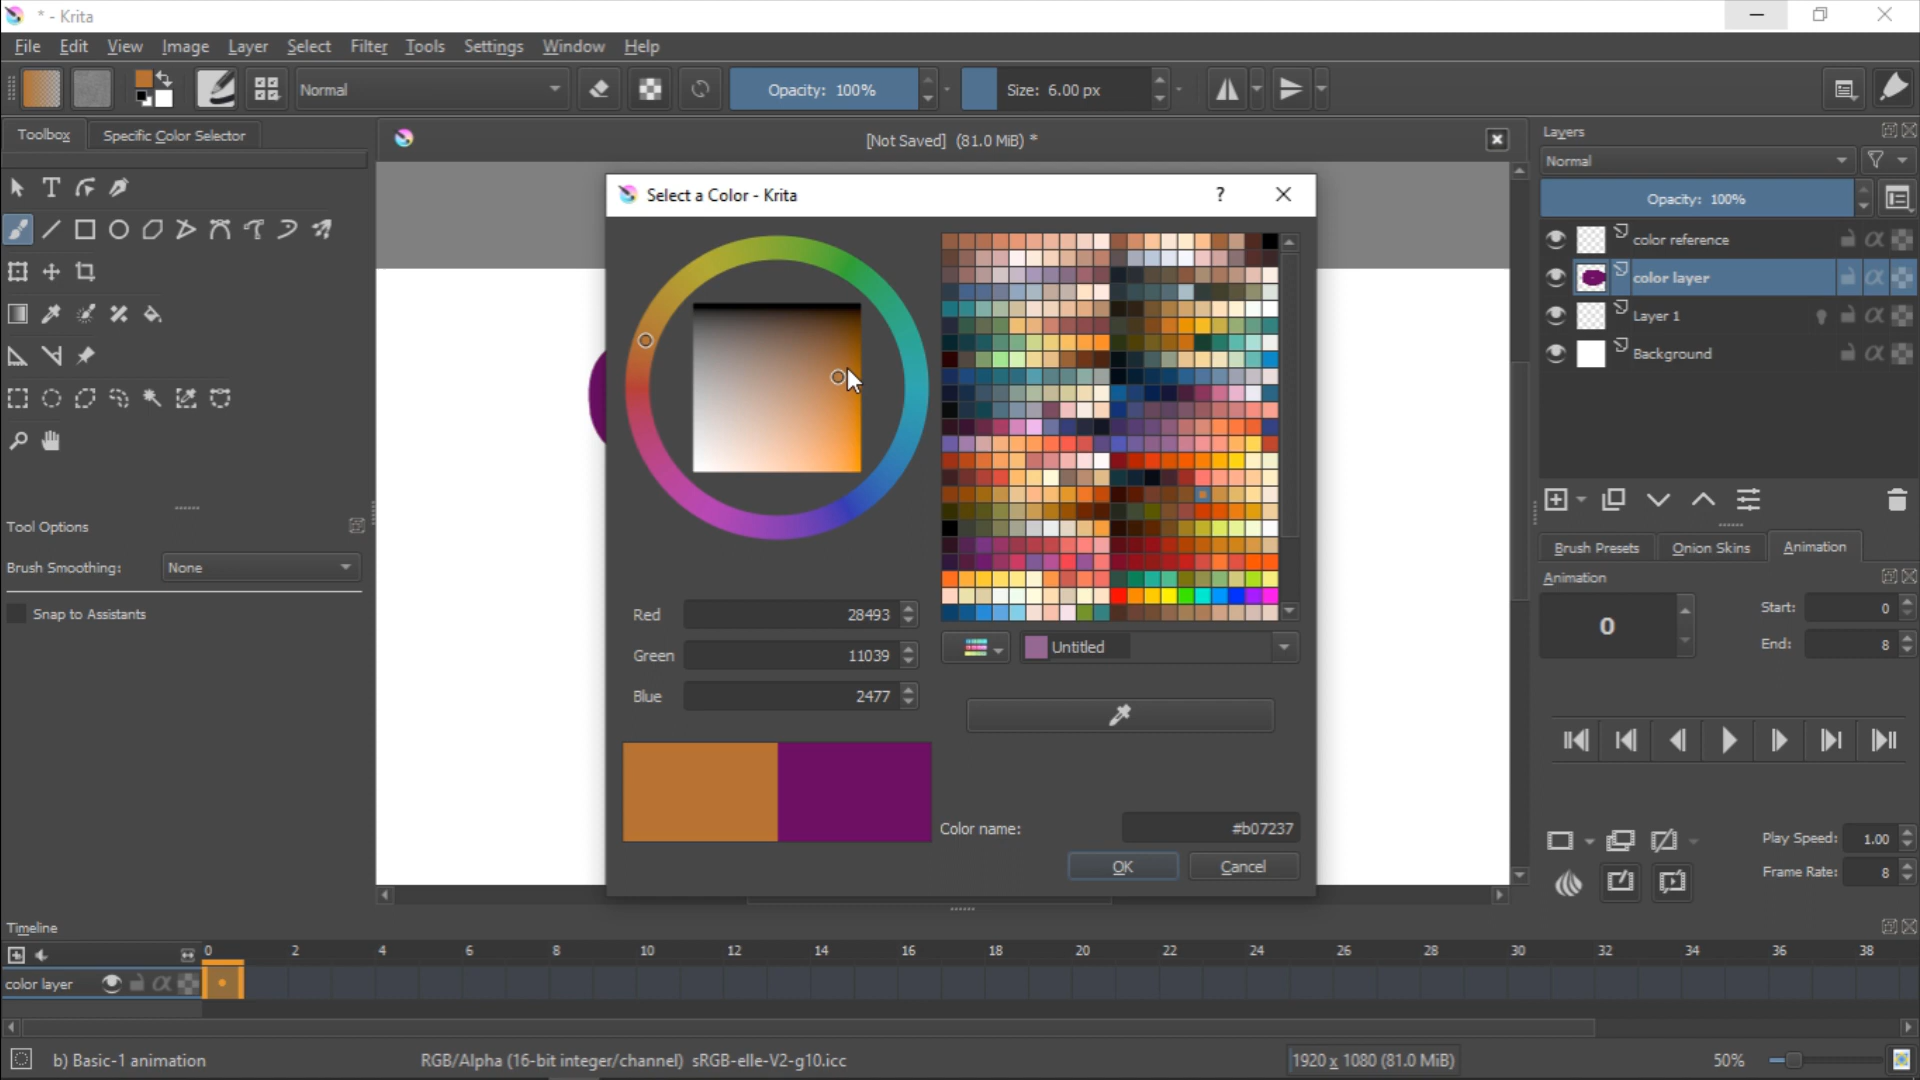 * - Krita
File Edit View Image Layer Select Filter Tools Settings Window Help
Normal Opacity: 100% Size: 6.00 px
Toolbox Specific Color Selector
[Not Saved] (81.0 MiB) *
Layers
Normal
Opacity: 100%
color reference
color layer
Layer 1
Background
Select a Color - Krita
?
Red 28493
Green 11039
Blue 2477
Untitled
Color name: #b07237
OK Cancel
Tool Options
Brush Smoothing: None
Snap to Assistants
Brush Presets Onion Skins Animation
Animation
0
Start: 0
End: 8
Play Speed: 1.00
Frame Rate: 8
Timeline
0 2 4 6 8 10 12 14 16 18 20 22 24 26 28 30 32 34 36 38
color layer
b) Basic-1 animation RGB/Alpha (16-bit integer/channel) sRGB-elle-V2-g10.icc 1920 x 1080 (81.0 MiB) 50%